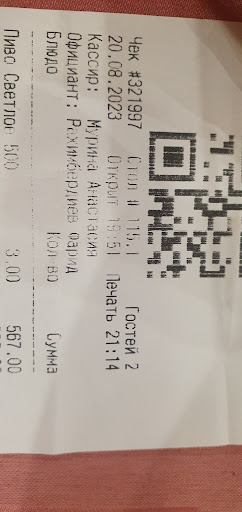 Чек #321997 Стол # 115.1 Гостей 2
20.08.2023 Открыт 19:51 Печать 21:14
Кассир: Мурина Анастасия
Официант: Рахимбердиев Фарид
Блюдо Кол-во Сумма
Пиво Светлое 500 3.00 567.00